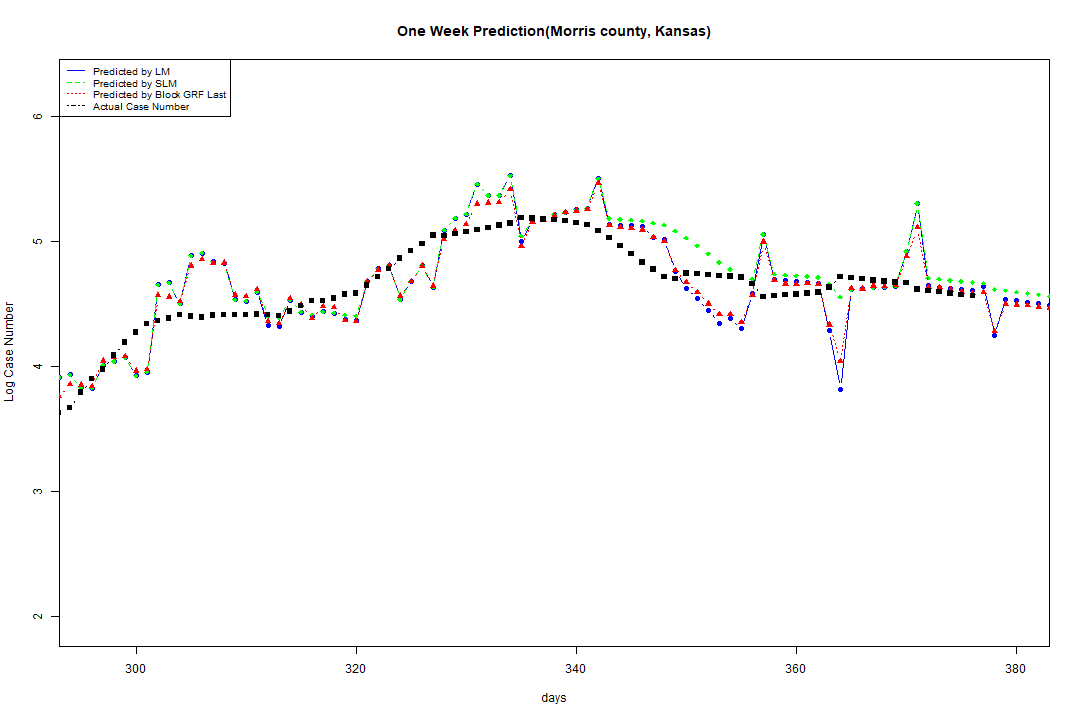 One Week Prediction(Morris county, Kansas)
Predicted by LM
Predicted by SLM
Predicted by Block GRF Last
Actual Case Number
6
5
4
3
2
Log Case Number
300 320 340 360 380
days